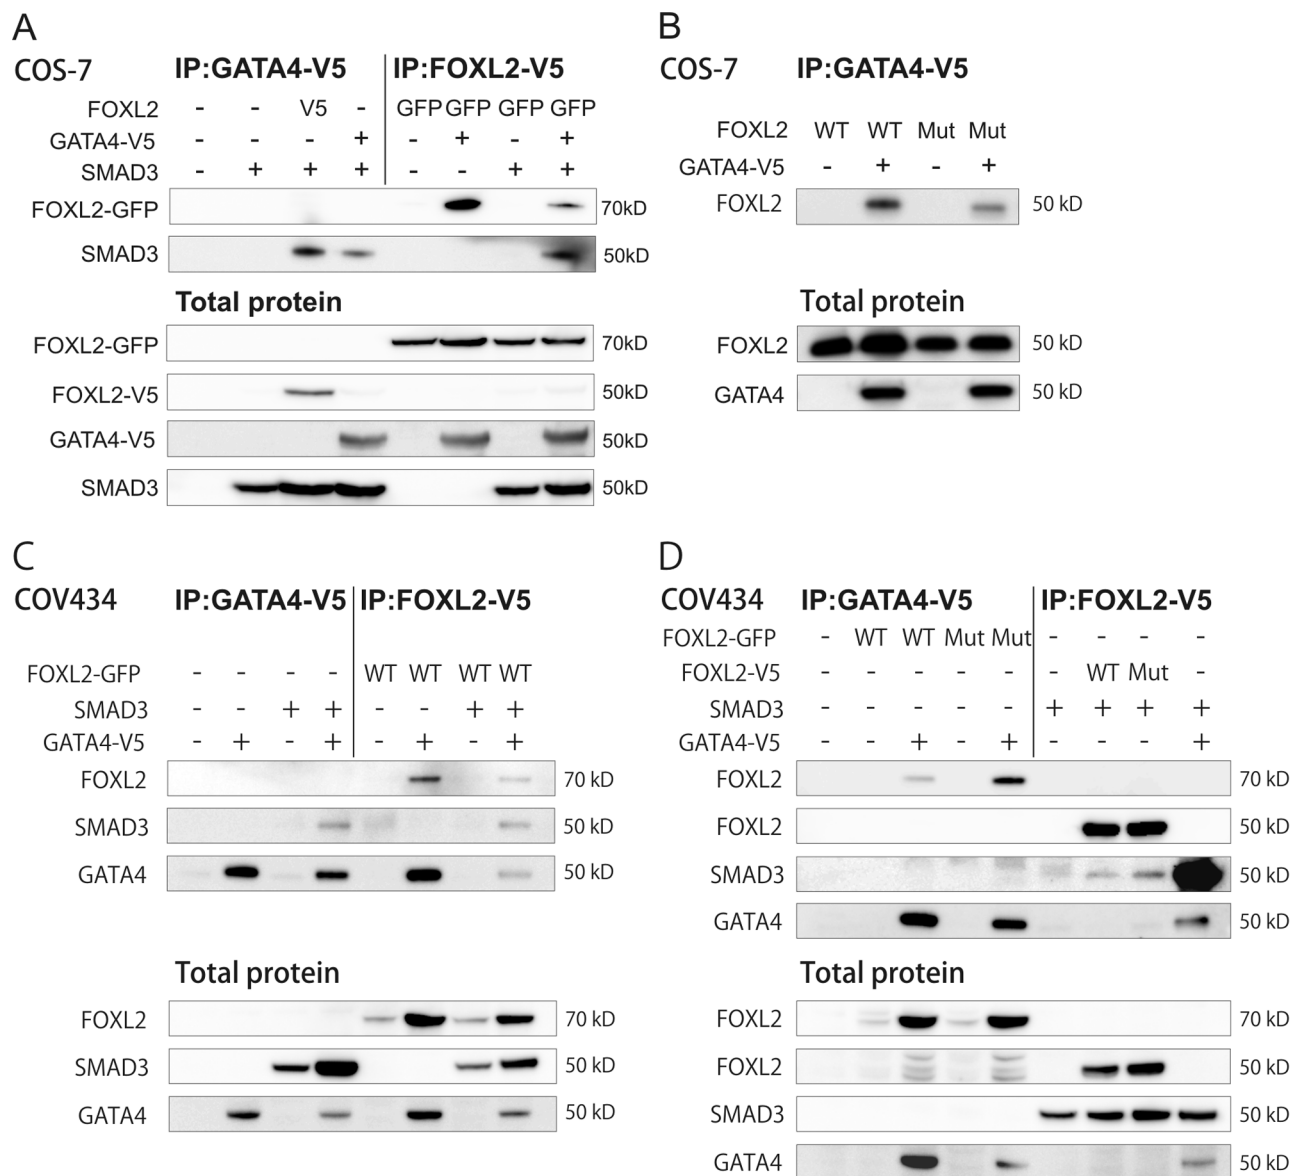 A
COS-7 IP:GATA4-V5 IP:FOXL2-V5
FOXL2 - - V5 - GFP GFP GFP GFP
GATA4-V5 - - - + - + - +
SMAD3 - + + + - - + +
FOXL2-GFP 70kD
SMAD3 50kD
Total protein
FOXL2-GFP 70kD
FOXL2-V5 50kD
GATA4-V5 50kD
SMAD3 50kD
B
COS-7 IP:GATA4-V5
FOXL2 WT WT Mut Mut
GATA4-V5 - + - +
FOXL2 50 kD
Total protein
FOXL2 50 kD
GATA4 50 kD
C
COV434 IP:GATA4-V5 IP:FOXL2-V5
FOXL2-GFP - - - - WT WT WT WT
SMAD3 - - + + - - + +
GATA4-V5 - + - + - + - +
FOXL2 70 kD
SMAD3 50 kD
GATA4 50 kD
Total protein
FOXL2 70 kD
SMAD3 50 kD
GATA4 50 kD
D
COV434 IP:GATA4-V5 IP:FOXL2-V5
FOXL2-GFP - WT WT Mut Mut - - - -
FOXL2-V5 - - - - - - WT Mut -
SMAD3 - - - - - + + + +
GATA4-V5 - - + - + - - - +
FOXL2 70 kD
FOXL2 50 kD
SMAD3 50 kD
GATA4 50 kD
Total protein
FOXL2 70 kD
FOXL2 50 kD
SMAD3 50 kD
GATA4 50 kD